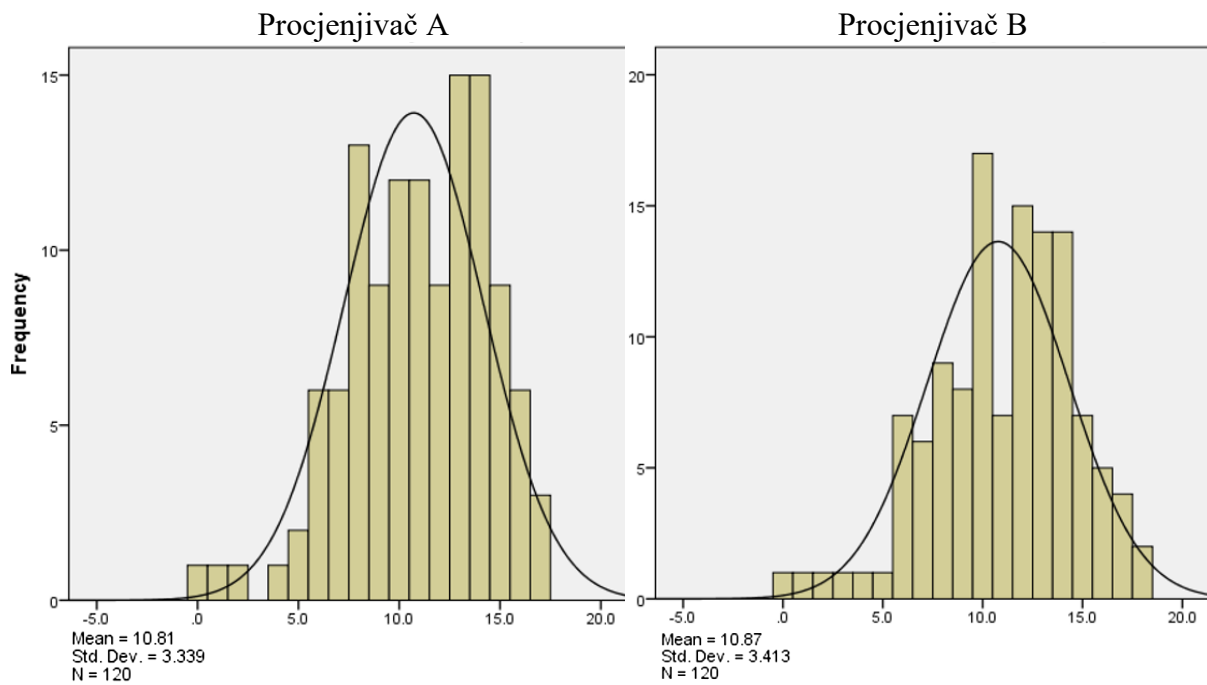 Procjenjivač A
Procjenjivač B
Frequency
15
10
5
0
-5.0 .0 5.0 10.0 15.0 20.0
Mean = 10.81
Std. Dev. = 3.339
N = 120
20
15
10
5
0
-5.0 .0 5.0 10.0 15.0 20.0
Mean = 10.87
Std. Dev. = 3.413
N = 120